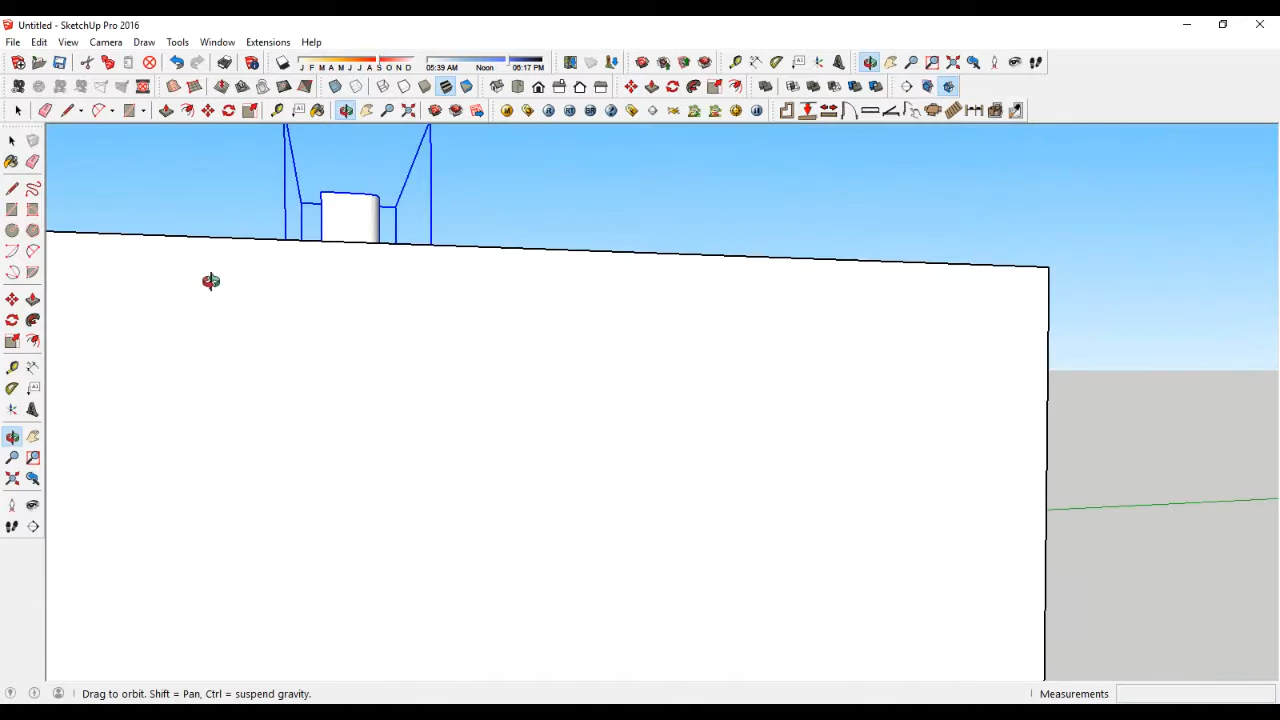 Untitled - SketchUp Pro 2016
File Edit View Camera Draw Tools Window Extensions Help
J F M A M J J A S O N D 05:39 AM Noon 06:17 PM
Drag to orbit. Shift = Pan, Ctrl = suspend gravity. Measurements